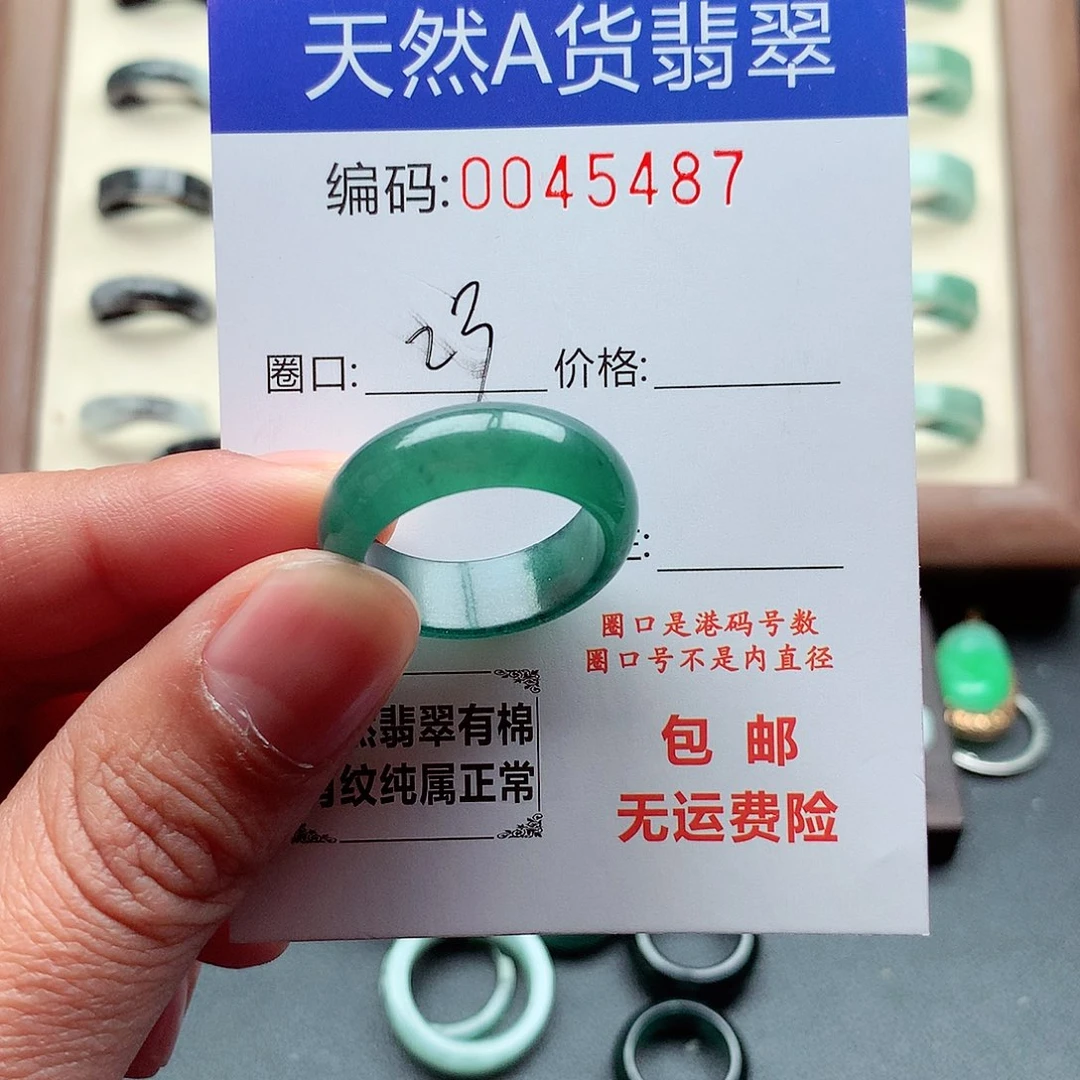 天然A货翡翠
编码:0045487
圈口: 23 价格:
圈口是港码号数
圈口号不是内直径
翡翠有棉
纹纯属正常
包邮
无运费险